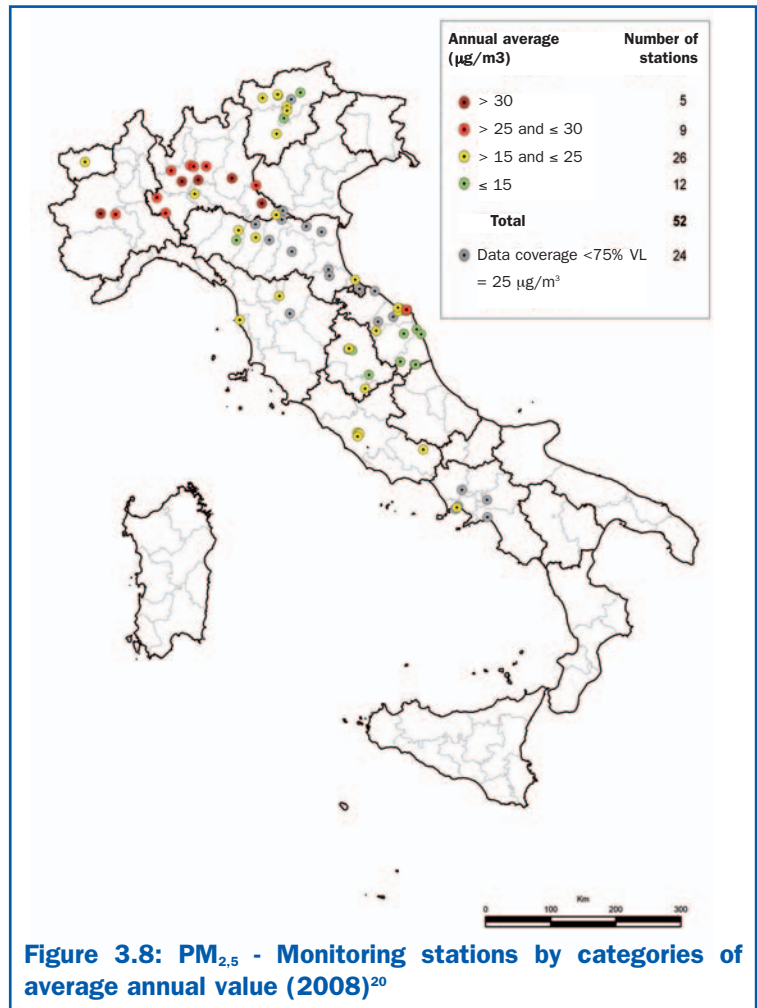 Annual average Number of
(µg/m3) stations
> 30 5
> 25 and ≤ 30 9
> 15 and ≤ 25 26
≤ 15 12
Total 52
Data coverage <75% VL 24
= 25 µg/m³
Km
0 100 200 300
Figure 3.8: PM2,5 - Monitoring stations by categories of
average annual value (2008)20